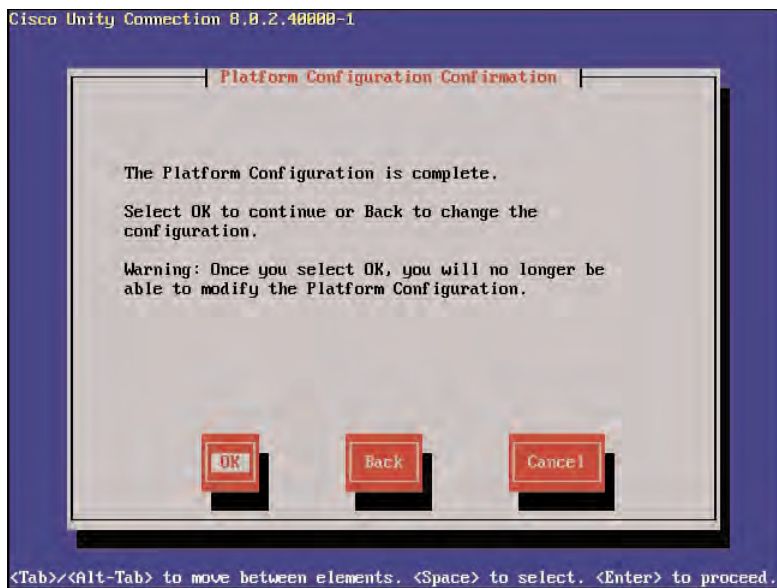 Cisco Unity Connection 8.0.2.40000-1
Platform Configuration Confirmation
The Platform Configuration is complete.
Select OK to continue or Back to change the
configuration.
Warning: Once you select OK, you will no longer be
able to modify the Platform Configuration.
OK Back Cancel
<Tab>/<Alt-Tab> to move between elements. <Space> to select. <Enter> to proceed.